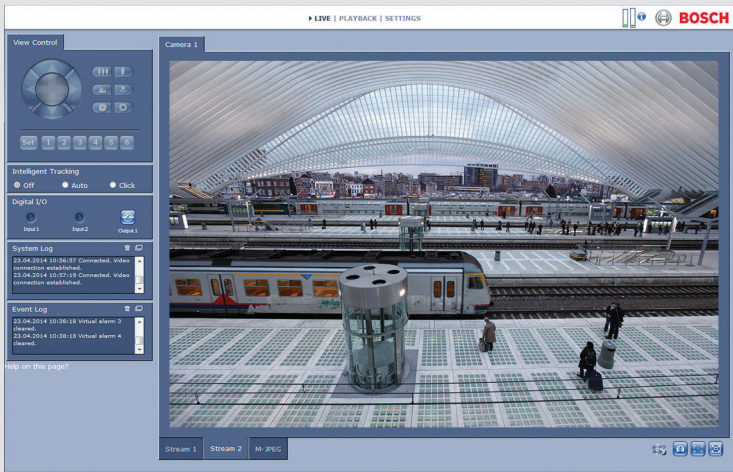 LIVE | PLAYBACK | SETTINGS
BOSCH
View Control
Set 1 2 3 4 5 6
Intelligent Tracking
Off Auto Click
Digital I/O
Input 1 Input 2 Output 1
System Log
23.04.2014 10:56:57 Connected. Video
connection established.
23.04.2014 10:57:19 Connected. Video
connection established.
Event Log
23.04.2014 10:38:18 Virtual alarm 3
cleared.
23.04.2014 10:38:18 Virtual alarm 4
cleared.
Help on this page?
Camera 1
Stream 1 Stream 2 M-JPEG